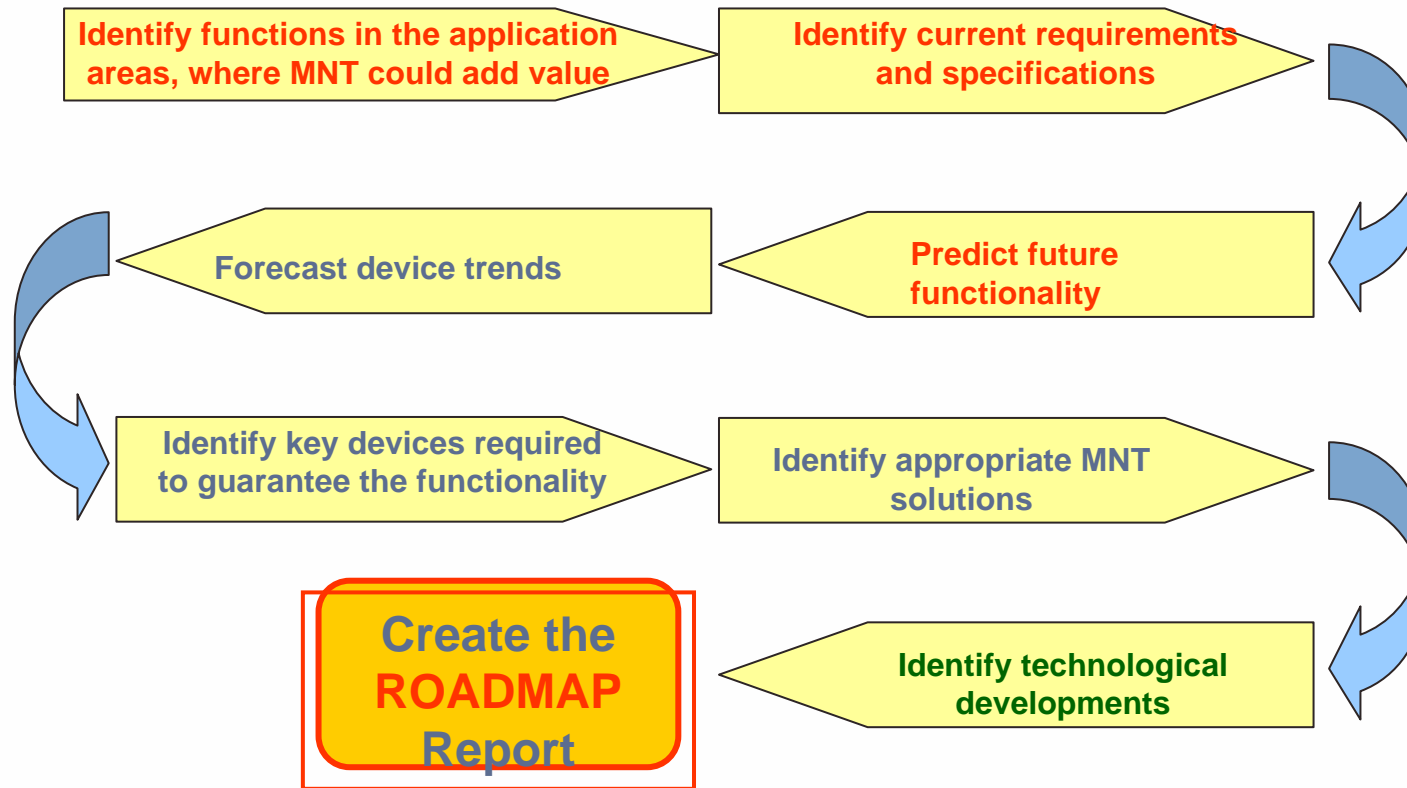 Identify functions in the application
areas, where MNT could add value
Identify current requirements
and specifications
Predict future
functionality
Forecast device trends
Identify key devices required
to guarantee the functionality
Identify appropriate MNT
solutions
Identify technological
developments
Create the
ROADMAP
Report